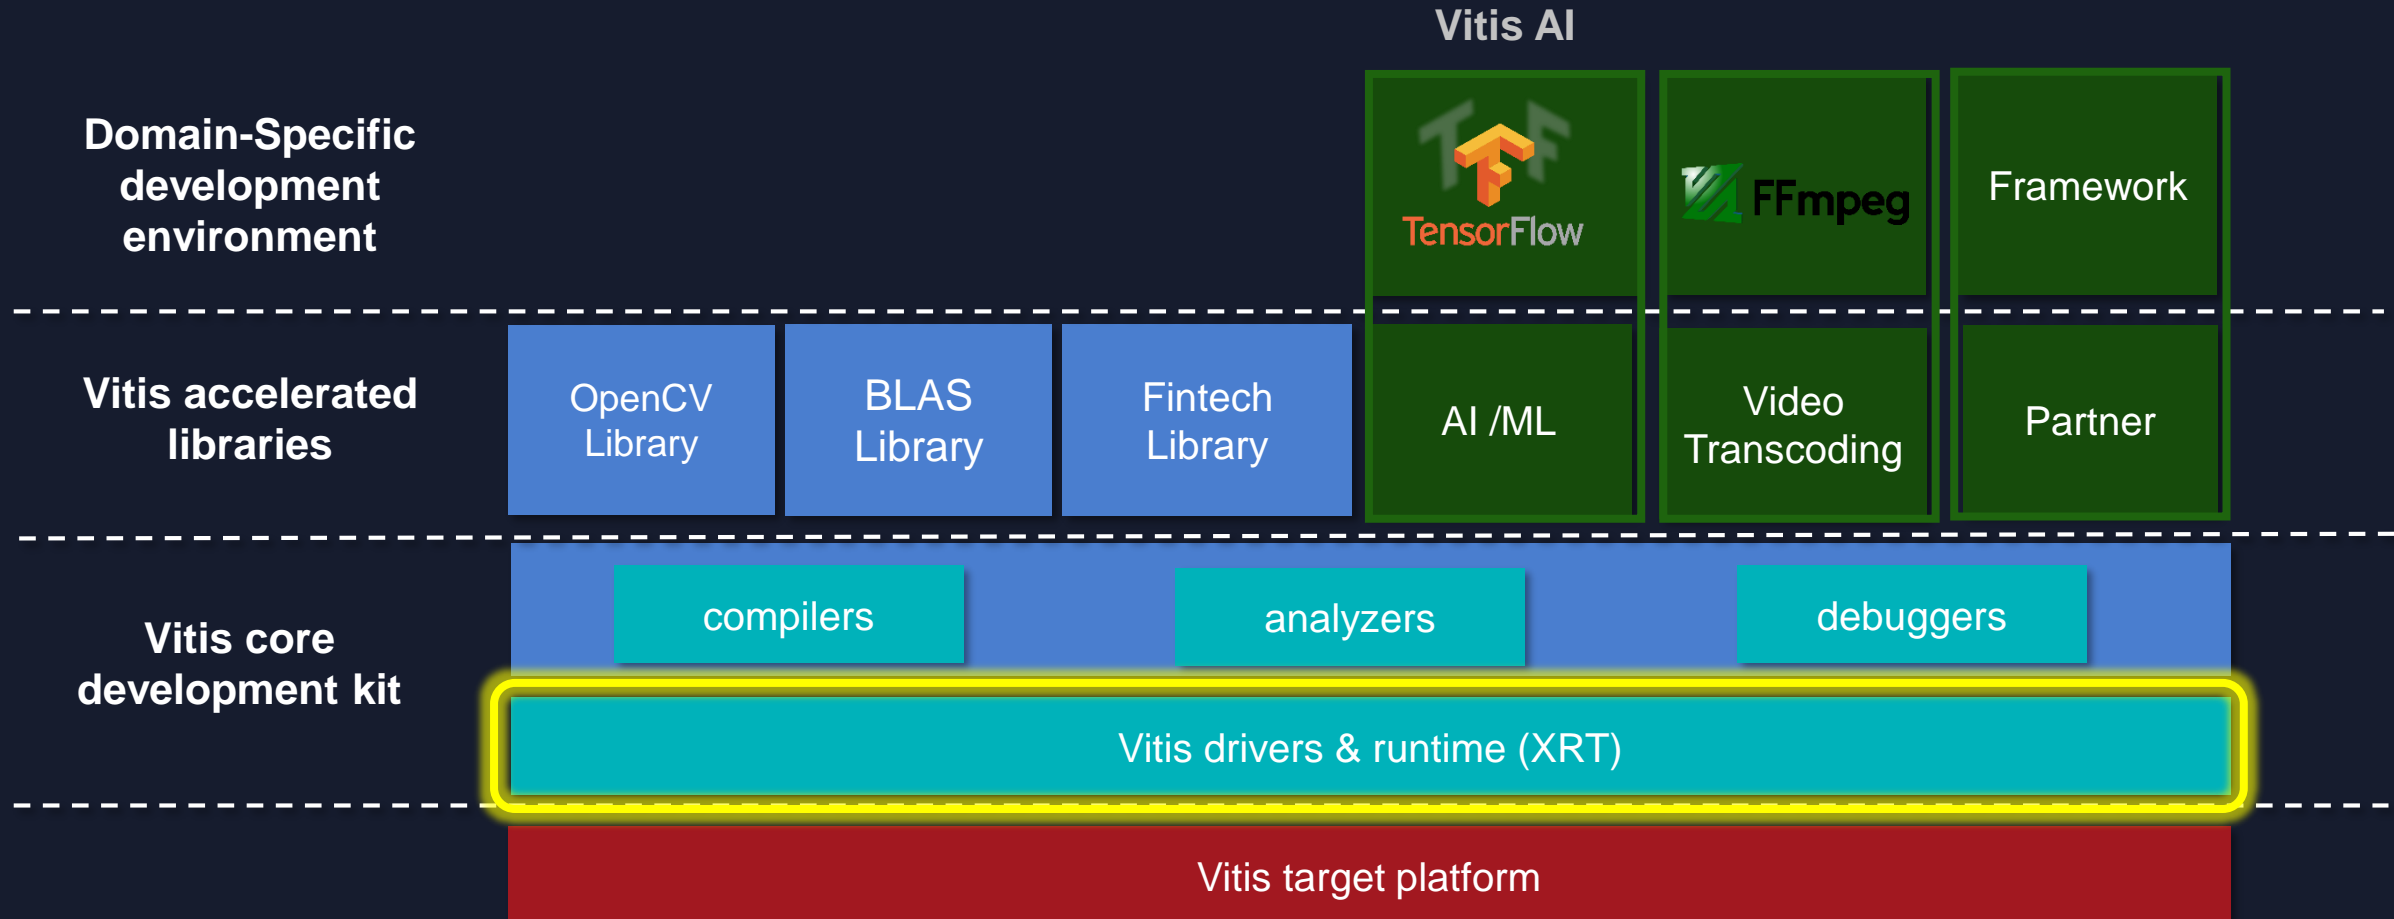 Vitis AI
Domain-Specific
development
environment
TensorFlow
FFmpeg
Framework
Vitis accelerated
libraries
OpenCV
Library
BLAS
Library
Fintech
Library
AI /ML
Video
Transcoding
Partner
Vitis core
development kit
compilers
analyzers
debuggers
Vitis drivers & runtime (XRT)
Vitis target platform